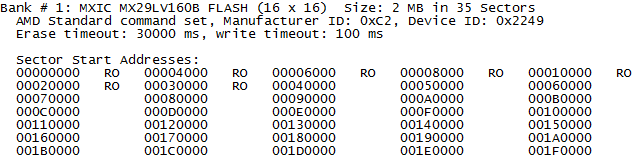 Bank # 1: MXIC MX29LV160B FLASH (16 x 16)  Size: 2 MB in 35 Sectors
  AMD Standard command set, Manufacturer ID: 0xC2, Device ID: 0x2249
  Erase timeout: 30000 ms, write timeout: 100 ms

  Sector Start Addresses:
  00000000   RO   00004000   RO   00006000   RO   00008000   RO   00010000   RO
  00020000   RO   00030000   RO   00040000        00050000        00060000
  00070000        00080000        00090000        000A0000        000B0000
  000C0000        000D0000        000E0000        000F0000        00100000
  00110000        00120000        00130000        00140000        00150000
  00160000        00170000        00180000        00190000        001A0000
  001B0000        001C0000        001D0000        001E0000        001F0000